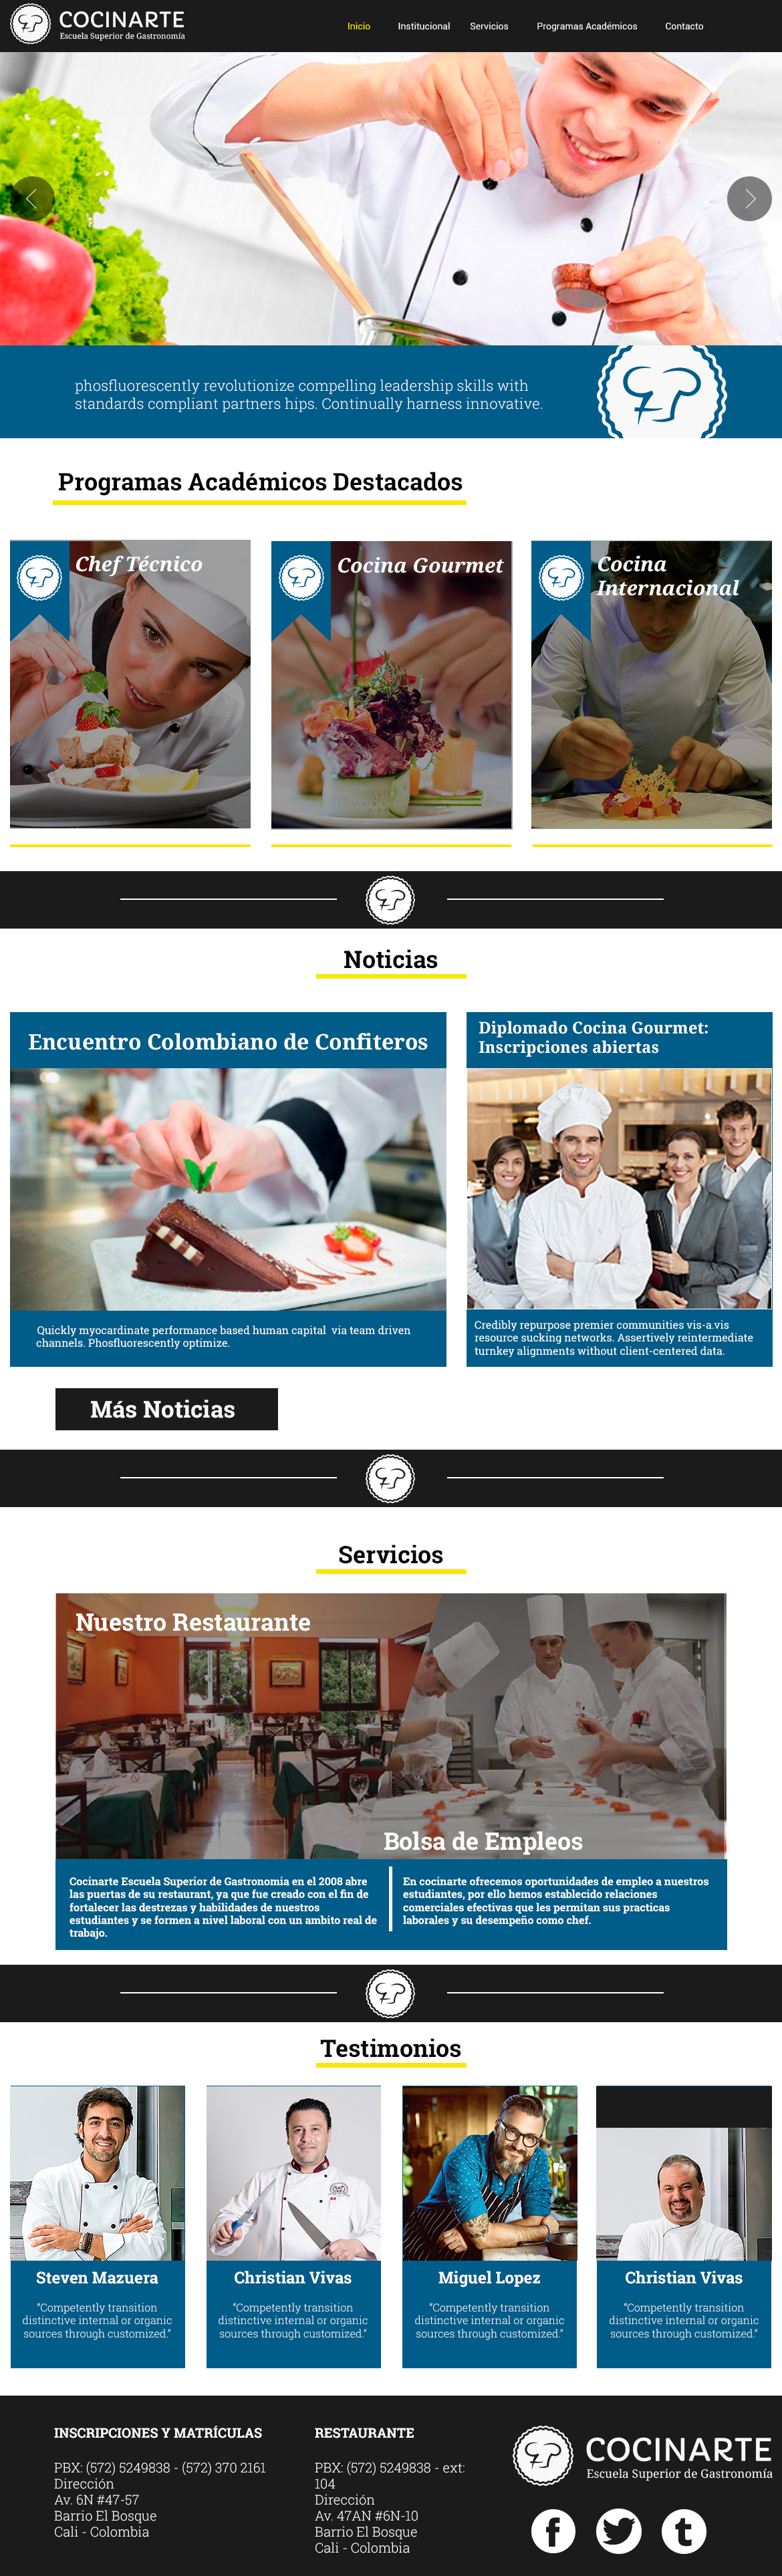 COCINARTE
Escuela Superior de Gastronomía
Inicio
Institucional
Servicios
Programas Académicos
Contacto
phosfluorescently revolutionize compelling leadership skills with
standards compliant partners hips. Continually harness innovative.
Programas Académicos Destacados
Chef Técnico
Cocina Gourmet
Cocina
Internacional
Noticias
Encuentro Colombiano de Confiteros
Quickly myocardinate performance based human capital via team driven
channels. Phosfluorescently optimize.
Diplomado Cocina Gourmet:
Inscripciones abiertas
Credibly repurpose premier communities vis-a.vis
resource sucking networks. Assertively reintermediate
turnkey alignments without client-centered data.
Más Noticias
Servicios
Nuestro Restaurante
Bolsa de Empleos
Cocinarte Escuela Superior de Gastronomia en el 2008 abre
las puertas de su restaurant, ya que fue creado con el fin de
fortalecer las destrezas y habilidades de nuestros
estudiantes y se formen a nivel laboral con un ambito real de
trabajo.
En cocinarte ofrecemos oportunidades de empleo a nuestros
estudiantes, por ello hemos establecido relaciones
comerciales efectivas que les permitan sus practicas
laborales y su desempeño como chef.
Testimonios
Steven Mazuera
“Competently transition
distinctive internal or organic
sources through customized.”
Christian Vivas
“Competently transition
distinctive internal or organic
sources through customized.”
Miguel Lopez
“Competently transition
distinctive internal or organic
sources through customized.”
Christian Vivas
“Competently transition
distinctive internal or organic
sources through customized.”
INSCRIPCIONES Y MATRÍCULAS
PBX: (572) 5249838 - (572) 370 2161
Dirección
Av. 6N #47-57
Barrio El Bosque
Cali - Colombia
RESTAURANTE
PBX: (572) 5249838 - ext:
104
Dirección
Av. 47AN #6N-10
Barrio El Bosque
Cali - Colombia
COCINARTE
Escuela Superior de Gastronomía